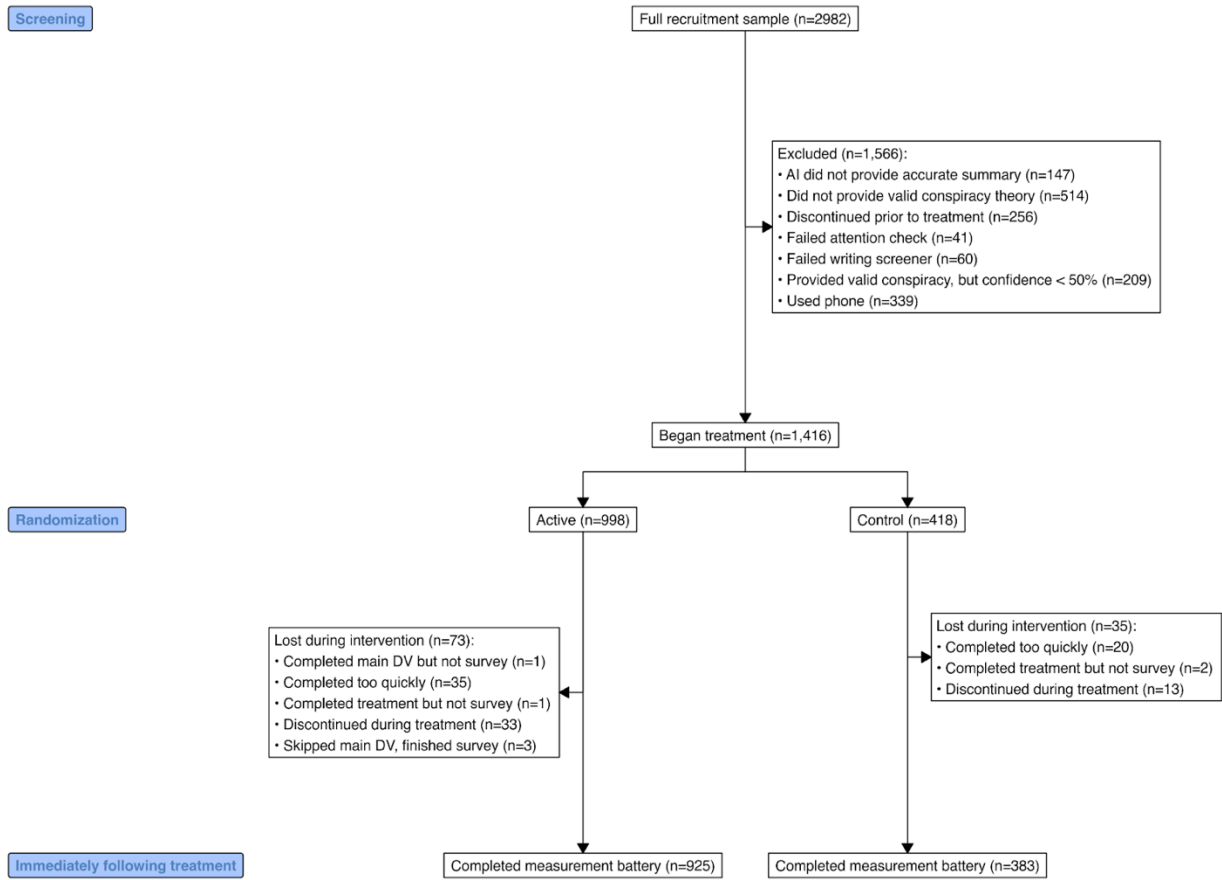 Screening
Full recruitment sample (n=2982)
Excluded (n=1,566):
• AI did not provide accurate summary (n=147)
• Did not provide valid conspiracy theory (n=514)
• Discontinued prior to treatment (n=256)
• Failed attention check (n=41)
• Failed writing screener (n=60)
• Provided valid conspiracy, but confidence < 50% (n=209)
• Used phone (n=339)
Began treatment (n=1,416)
Randomization
Active (n=998)
Control (n=418)
Lost during intervention (n=73):
• Completed main DV but not survey (n=1)
• Completed too quickly (n=35)
• Completed treatment but not survey (n=1)
• Discontinued during treatment (n=33)
• Skipped main DV, finished survey (n=3)
Lost during intervention (n=35):
• Completed too quickly (n=20)
• Completed treatment but not survey (n=2)
• Discontinued during treatment (n=13)
Immediately following treatment
Completed measurement battery (n=925)
Completed measurement battery (n=383)